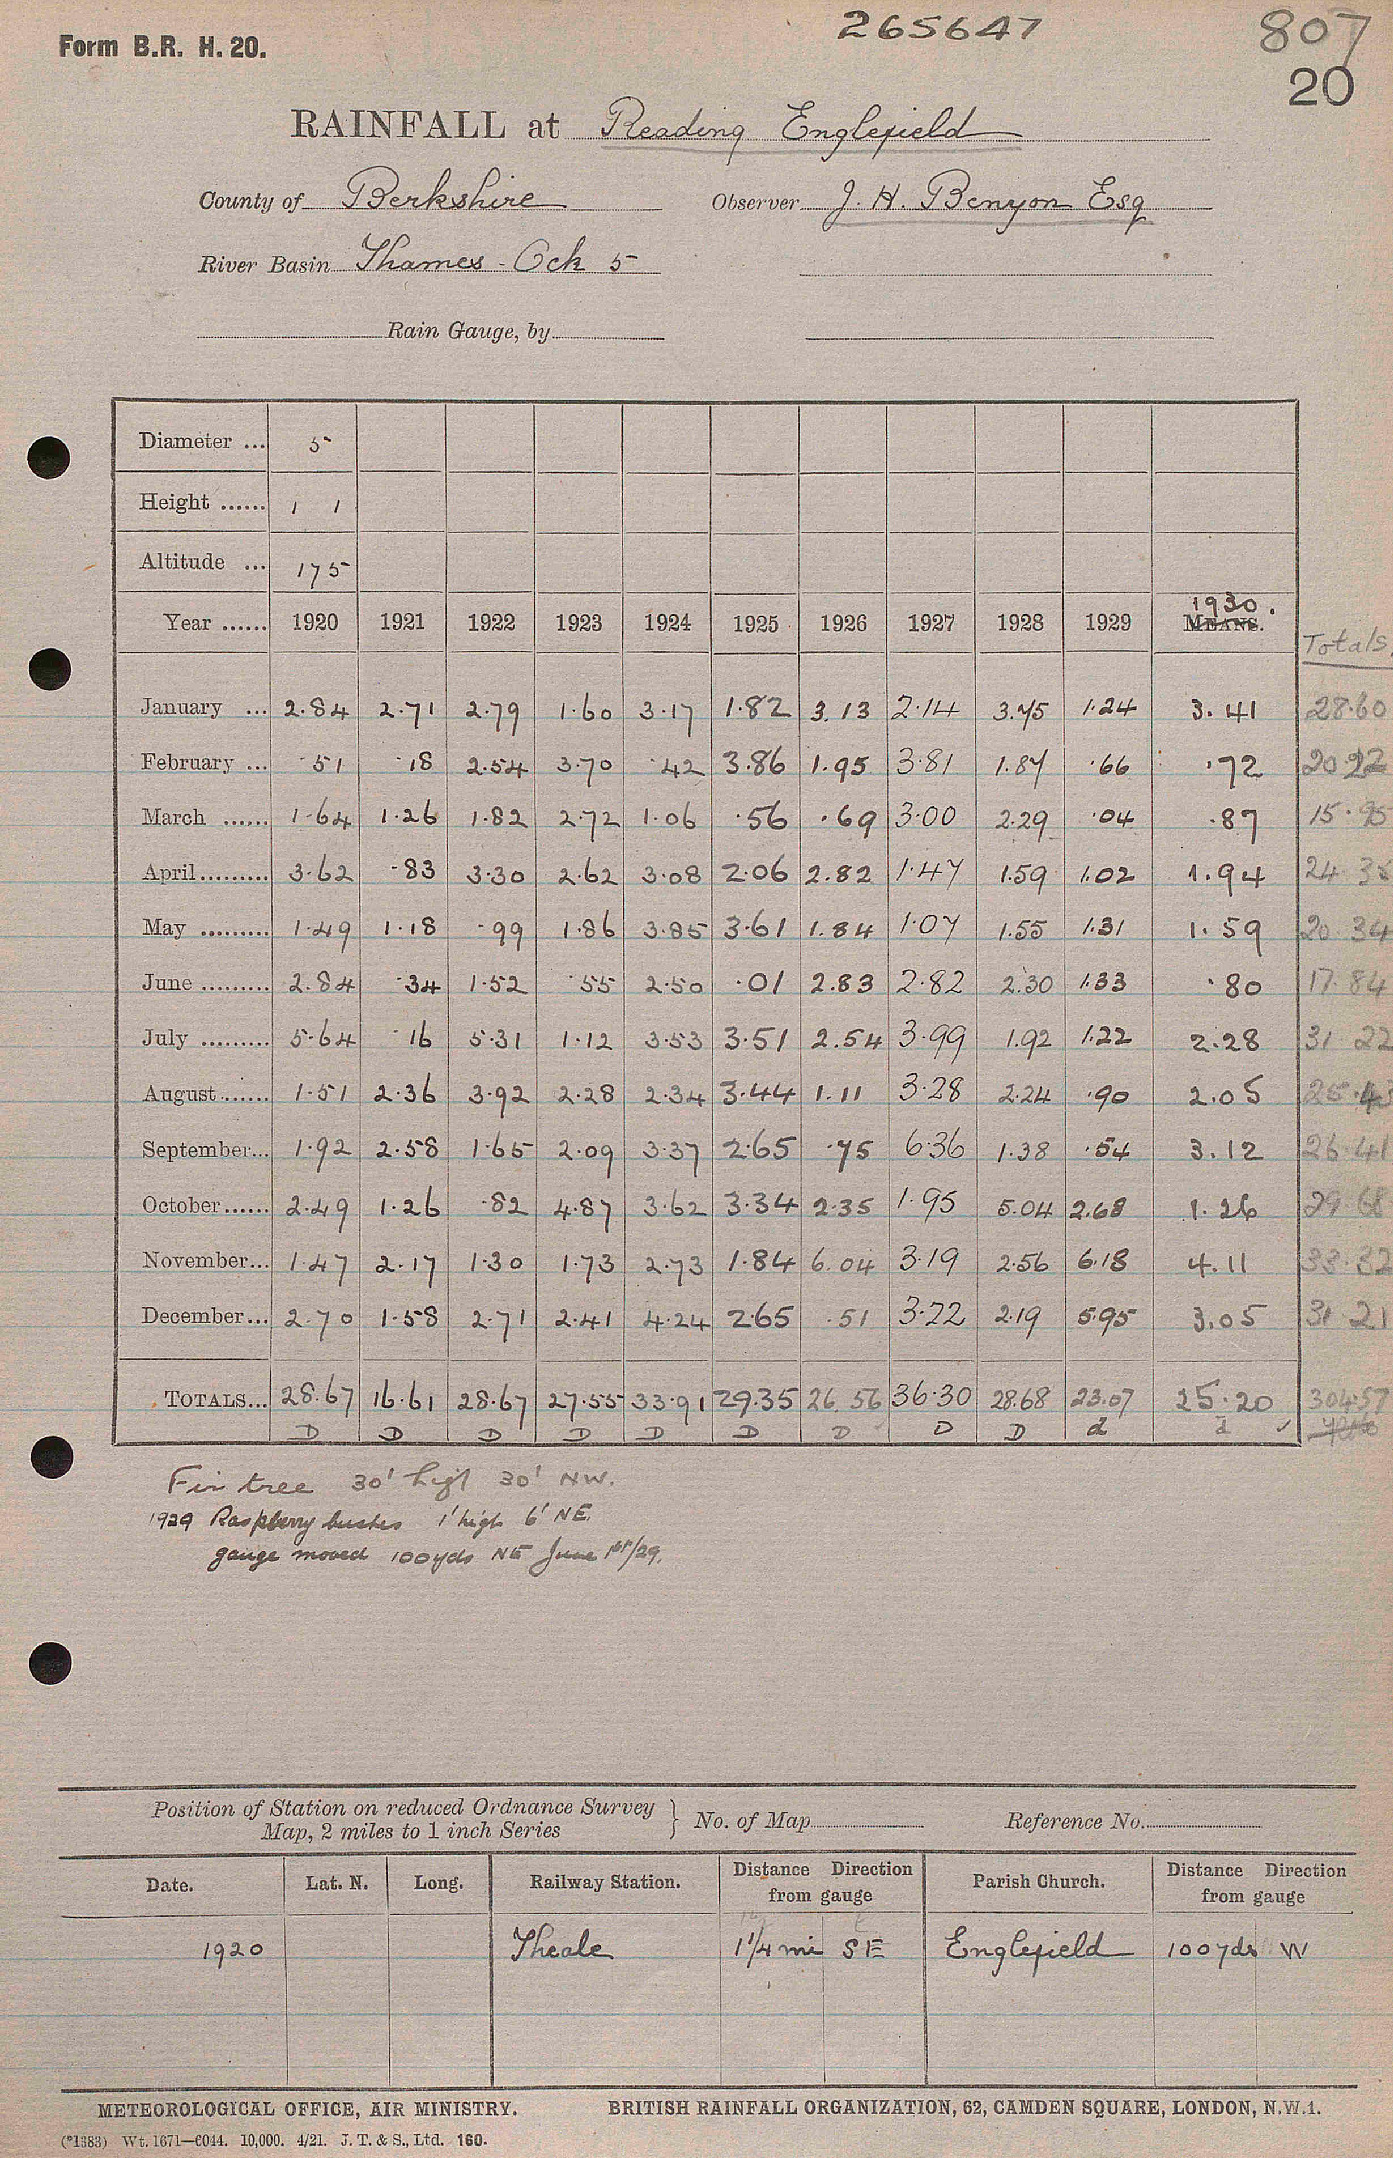 265647 807
Form B.R. H. 20. 20
RAINFALL at Reading Englefield
County of Berkshire Observer J. H. Benyon Esq
River Basin Thames - Ock 5
Rain Gauge, by
Diameter ... 5
Height ...... 1 1
Altitude ... 175
Year ...... 1920 1921 1922 1923 1924 1925 1926 1927 1928 1929 1930. MEANS. Totals.
January ... 2.84 2.71 2.79 1.60 3.17 1.82 3.13 2.14 3.75 1.24 3.41 28.60
February ... .51 .18 2.54 3.70 .42 3.86 1.95 3.81 1.87 .66 .72 20.22
March ...... 1.64 1.26 1.82 2.72 1.06 .56 .69 3.00 2.29 .04 .87 15.95
April ......... 3.62 .83 3.30 2.62 3.08 2.06 2.82 1.47 1.59 1.02 1.94 24.35
May ......... 1.49 1.18 .99 1.86 3.85 3.61 1.84 1.07 1.55 1.31 1.59 20.34
June ......... 2.84 .34 1.52 .55 2.50 .01 2.83 2.82 2.30 1.33 .80 17.84
July ......... 5.64 .16 5.31 1.12 3.53 3.51 2.54 3.99 1.92 1.22 2.28 31.22
August ....... 1.51 2.36 3.92 2.28 2.34 3.44 1.11 3.28 2.24 .90 2.05 25.43
September... 1.92 2.58 1.65 2.09 3.37 2.65 .75 6.36 1.38 .54 3.12 26.41
October ...... 2.49 1.26 .82 4.87 3.62 3.34 2.35 1.95 5.04 2.68 1.26 29.68
November... 1.47 2.17 1.30 1.73 2.73 1.84 6.04 3.19 2.56 6.18 4.11 33.32
December... 2.70 1.58 2.71 2.41 4.24 2.65 .51 3.22 2.19 5.95 3.05 31.21
TOTALS... 28.67 16.61 28.67 27.55 33.91 29.35 26.56 36.30 28.68 23.07 25.20 304.57
D D D D D D D D D d d ✓
Fir tree 30' high 30' NW.
1929 Raspberry bushes 1' high 6' NE.
gauge moved 100yds NE June 1st/29.
Position of Station on reduced Ordnance Survey Map, 2 miles to 1 inch Series } No. of Map Reference No.
Date. Lat. N. Long. Railway Station. Distance Direction from gauge Parish Church. Distance Direction from gauge
1920 Theale 1 1/4 mi SE Englefield 100 yds W
METEOROLOGICAL OFFICE, AIR MINISTRY. BRITISH RAINFALL ORGANIZATION, 62, CAMDEN SQUARE, LONDON, N.W.1.
(*1383) Wt. 1671—6044. 10,000. 4/21. J. T. & S., Ltd. 160.